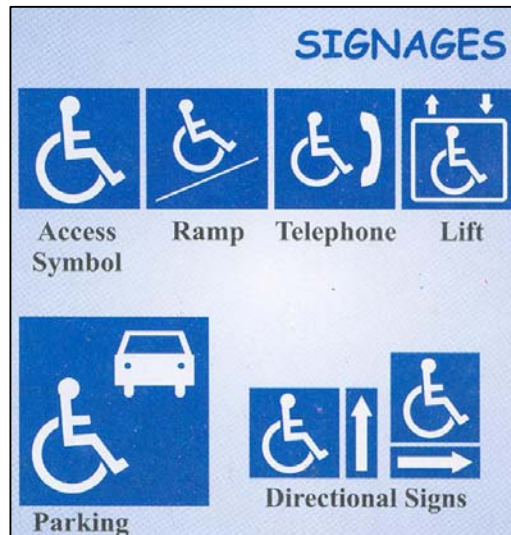 SIGNAGES
Access
Symbol
Ramp
Telephone
Lift
Parking
Directional Signs